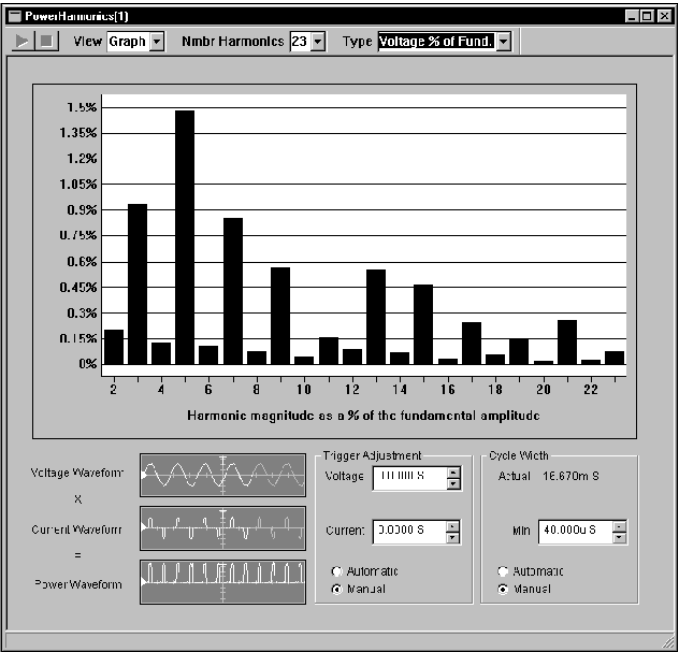 PowerHarmonics(1)
View Graph Nmbr Harmonics 23 Type Voltage % of Fund.
1.5%
1.35%
1.2%
1.05%
0.9%
0.75%
0.6%
0.45%
0.3%
0.15%
0%
2 4 6 8 10 12 14 16 18 20 22
Harmonic magnitude as a % of the fundamental amplitude
Voltage Waveform
X
Current Waveform
=
Power Waveform
Trigger Adjustment
Voltage
Current 0.0000 S
Automatic
Manual
Cycle Width
Actual 16.670m S
Min 40.000u S
Automatic
Manual